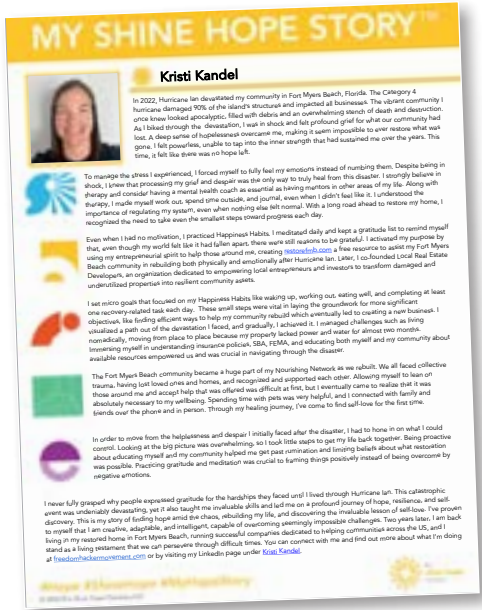 MY SHINE HOPE STORY™
Kristi Kandel
In 2022, Hurricane Ian devastated my community in Fort Myers Beach, Florida. The Category 4
hurricane damaged 90% of the island's structures and impacted all businesses. The vibrant community I
once knew looked apocalyptic, filled with debris and an overwhelming stench of death and destruction.
As I biked through the devastation, I was in shock and felt profound grief for what our community had
lost. A deep sense of hopelessness overcame me, making it seem impossible to ever restore what was
gone. I felt powerless, unable to tap into the inner strength that had sustained me over the years. This
time, it felt like there was no hope left.
To manage the stress I experienced, I forced myself to fully feel my emotions instead of numbing them. Despite being in
shock, I knew that processing my grief and despair was the only way to truly heal from this disaster. I strongly believe in
therapy and consider having a mental health coach as essential as having mentors in other areas of my life. Along with
therapy, I made myself work out, spend time outside, and journal, even when I didn't feel like it. I understood the
importance of regulating my system, even when nothing else felt normal. With a long road ahead to restore my home, I
recognized the need to take even the smallest steps toward progress each day.
Even when I had no motivation, I practiced Happiness Habits. I meditated daily and kept a gratitude list to remind myself
that, even though my world felt like it had fallen apart, there were still reasons to be grateful. I activated my purpose by
using my entrepreneurial spirit to help those around me, creating restorefmb.com a free resource to assist my Fort Myers
Beach community in rebuilding both physically and emotionally after Hurricane Ian. Later, I co-founded Local Real Estate
Developers, an organization dedicated to empowering local entrepreneurs and investors to transform damaged and
underutilized properties into resilient community assets.
I set micro goals that focused on my Happiness Habits like waking up, working out, eating well, and completing at least
one recovery-related task each day. These small steps were vital in laying the groundwork for more significant
objectives, like finding efficient ways to help my community rebuild which eventually led to creating a new business. I
visualized a path out of the devastation I faced, and gradually, I achieved it. I managed challenges such as living
nomadically, moving from place to place because my property lacked power and water for almost two months.
Immersing myself in understanding insurance policies, SBA, FEMA, and educating both myself and my community about
available resources empowered us and was crucial in navigating through the disaster.
The Fort Myers Beach community became a huge part of my Nourishing Network as we rebuilt. We all faced collective
trauma, having lost loved ones and homes, and recognized and supported each other. Allowing myself to lean on
those around me and accept help that was offered was difficult at first, but I eventually came to realize that it was
absolutely necessary to my wellbeing. Spending time with pets was very helpful, and I connected with family and
friends over the phone and in person. Through my healing journey, I've come to find self-love for the first time.
In order to move from the helplessness and despair I initially faced after the disaster, I had to hone in on what I could
control. Looking at the big picture was overwhelming, so I took little steps to get my life back together. Being proactive
about educating myself and my community helped me get past rumination and limiting beliefs about what restoration
was possible. Practicing gratitude and meditation was crucial to framing things positively instead of being overcome by
negative emotions.
I never fully grasped why people expressed gratitude for the hardships they faced until I lived through Hurricane Ian. This catastrophic
event was undeniably devastating, yet it also taught me invaluable skills and led me on a profound journey of hope, resilience, and self-
discovery. This is my story of finding hope amid the chaos, rebuilding my life, and discovering the invaluable lesson of self-love. I've proven
to myself that I am creative, adaptable, and intelligent, capable of overcoming seemingly impossible challenges. Two years later, I am back
living in my restored home in Fort Myers Beach, running successful companies dedicated to helping communities across the US, and I
stand as a living testament that we can persevere through difficult times. You can connect with me and find out more about what I'm doing
at freedomhackermovement.com or by visiting my LinkedIn page under Kristi Kandel.